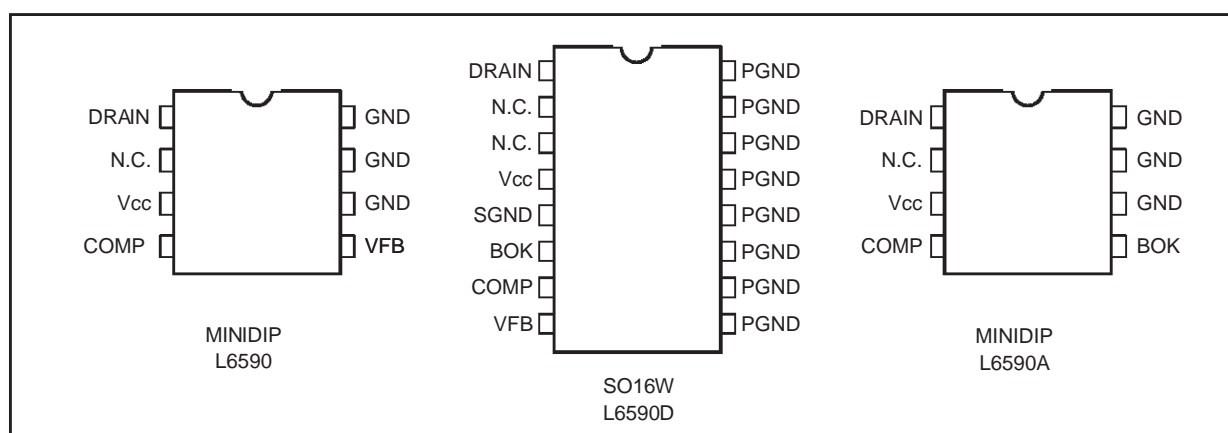 DRAIN
N.C.
Vcc
COMP
GND
GND
GND
VFB
MINIDIP
L6590
DRAIN
N.C.
N.C.
Vcc
SGND
BOK
COMP
VFB
PGND
PGND
PGND
PGND
PGND
PGND
PGND
PGND
SO16W
L6590D
DRAIN
N.C.
Vcc
COMP
GND
GND
GND
BOK
MINIDIP
L6590A